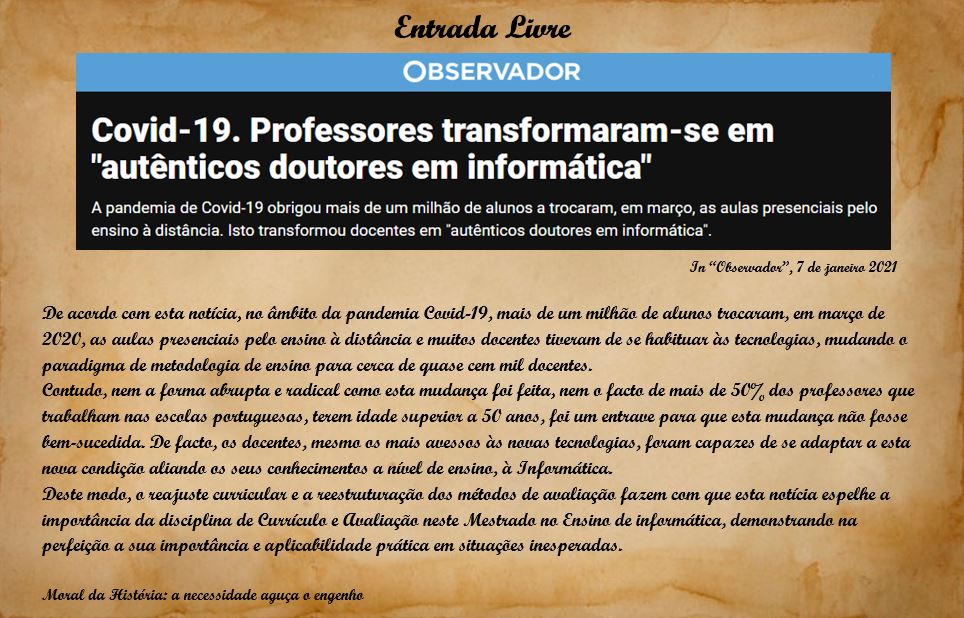 Entrada Livre
OBSERVADOR
Covid-19. Professores transformaram-se em
"autênticos doutores em informática"
A pandemia de Covid-19 obrigou mais de um milhão de alunos a trocaram, em março, as aulas presenciais pelo
ensino à distância. Isto transformou docentes em "autênticos doutores em informática".
In "Observador", 7 de janeiro 2021
De acordo com esta notícia, no âmbito da pandemia Covid-19, mais de um milhão de alunos trocaram, em março de
2020, as aulas presenciais pelo ensino à distância e muitos docentes tiveram de se habituar às tecnologias, mudando o
paradigma de metodologia de ensino para cerca de quase cem mil docentes.
Contudo, nem a forma abrupta e radical como esta mudança foi feita, nem o facto de mais de 50% dos professores que
trabalham nas escolas portuguesas, terem idade superior a 50 anos, foi um entrave para que esta mudança não fosse
bem-sucedida. De facto, os docentes, mesmo os mais avessos às novas tecnologias, foram capazes de se adaptar a esta
nova condição aliando os seus conhecimentos a nível de ensino, à Informática.
Deste modo, o reajuste curricular e a reestruturação dos métodos de avaliação fazem com que esta notícia espelhe a
importância da disciplina de Currículo e Avaliação neste Mestrado no Ensino de informática, demonstrando na
perfeição a sua importância e aplicabilidade prática em situações inesperadas.
Moral da História: a necessidade aguça o engenho